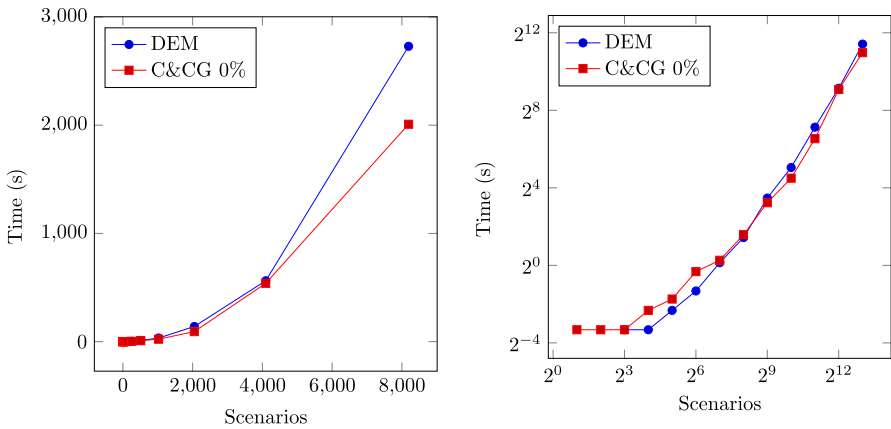 3,000
2,000
1,000
0
0
2,000
4,000
6,000
8,000
Time (s)
Scenarios
DEM
C&CG 0%
2^12
2^8
2^4
2^0
2^−4
2^0
2^3
2^6
2^9
2^12
Time (s)
Scenarios
DEM
C&CG 0%